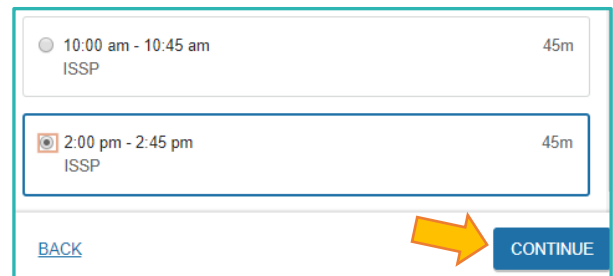 10:00 am - 10:45 am 45m
ISSP
2:00 pm - 2:45 pm 45m
ISSP
BACK CONTINUE